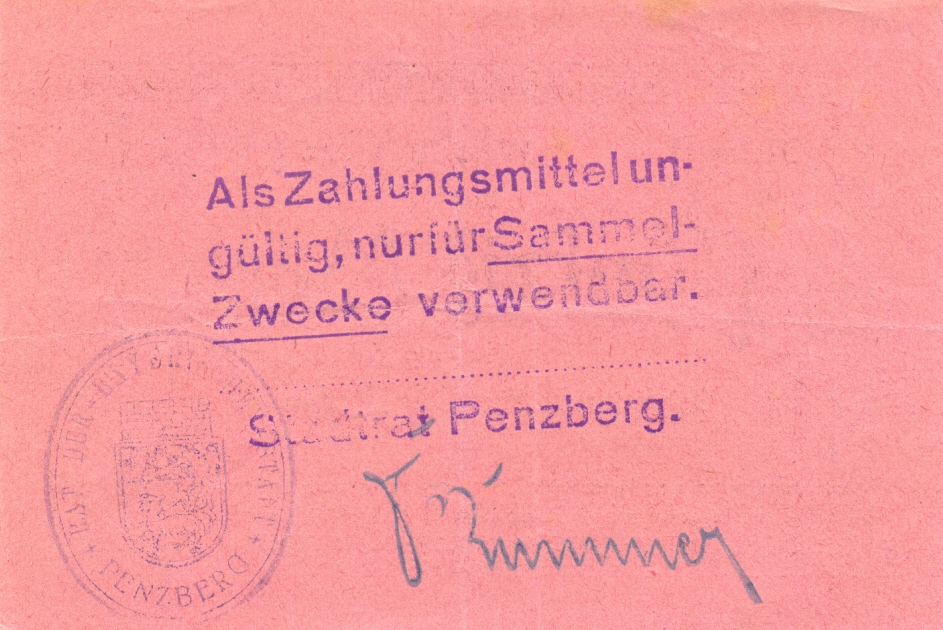 Als Zahlungsmittel un-
gültig, nur für Sammel-
Zwecke verwendbar.
Stadtrat Penzberg.
PENZBERG